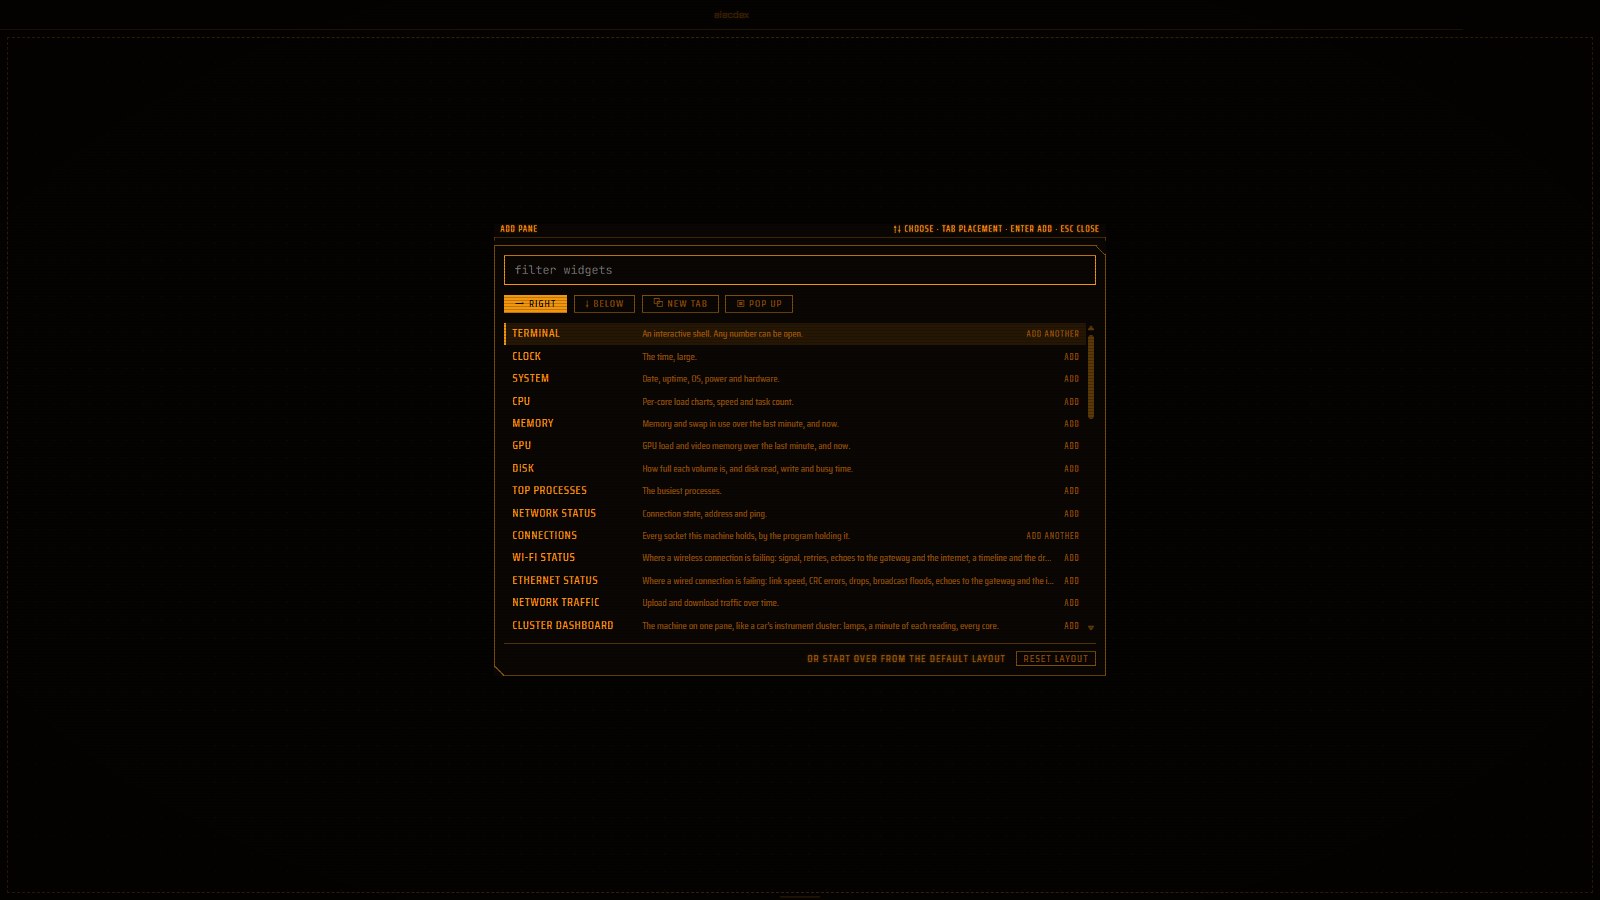 elecdex
ADD PANE
↑↓ CHOOSE · TAB PLACEMENT · ENTER ADD · ESC CLOSE
filter widgets
→ RIGHT ↓ BELOW NEW TAB POP UP
TERMINAL An interactive shell. Any number can be open. ADD ANOTHER
CLOCK The time, large. ADD
SYSTEM Date, uptime, OS, power and hardware. ADD
CPU Per-core load charts, speed and task count. ADD
MEMORY Memory and swap in use over the last minute, and now. ADD
GPU GPU load and video memory over the last minute, and now. ADD
DISK How full each volume is, and disk read, write and busy time. ADD
TOP PROCESSES The busiest processes. ADD
NETWORK STATUS Connection state, address and ping. ADD
CONNECTIONS Every socket this machine holds, by the program holding it. ADD ANOTHER
WI-FI STATUS Where a wireless connection is failing: signal, retries, echoes to the gateway and the internet, a timeline and the dr... ADD
ETHERNET STATUS Where a wired connection is failing: link speed, CRC errors, drops, broadcast floods, echoes to the gateway and the i... ADD
NETWORK TRAFFIC Upload and download traffic over time. ADD
CLUSTER DASHBOARD The machine on one pane, like a car's instrument cluster: lamps, a minute of each reading, every core. ADD
OR START OVER FROM THE DEFAULT LAYOUT RESET LAYOUT